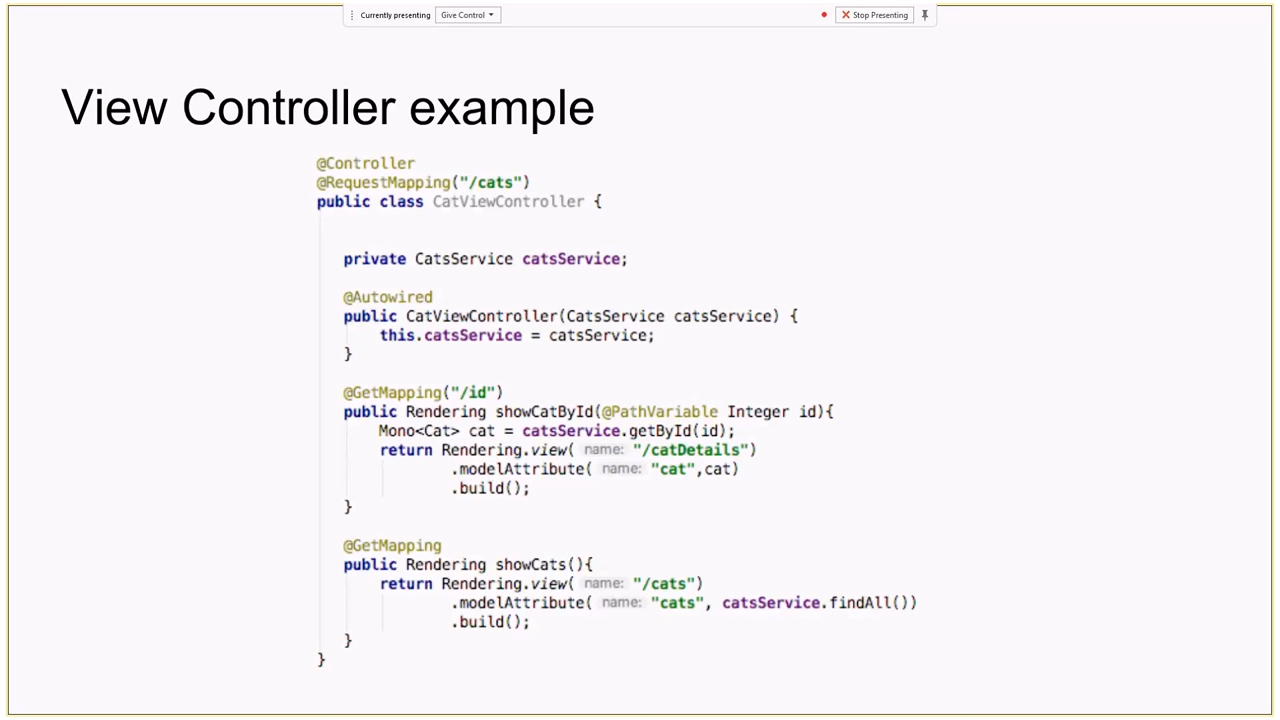 Currently presenting Give Control Stop Presenting
View Controller example
@Controller
@RequestMapping("/cats")
public class CatViewController {
private CatsService catsService;
@Autowired
public CatViewController(CatsService catsService) {
this.catsService = catsService;
}
@GetMapping("/id")
public Rendering showCatById(@PathVariable Integer id){
Mono<Cat> cat = catsService.getById(id);
return Rendering.view( name: "/catDetails")
.modelAttribute( name: "cat",cat)
.build();
}
@GetMapping
public Rendering showCats(){
return Rendering.view( name: "/cats")
.modelAttribute( name: "cats", catsService.findAll())
.build();
}
}